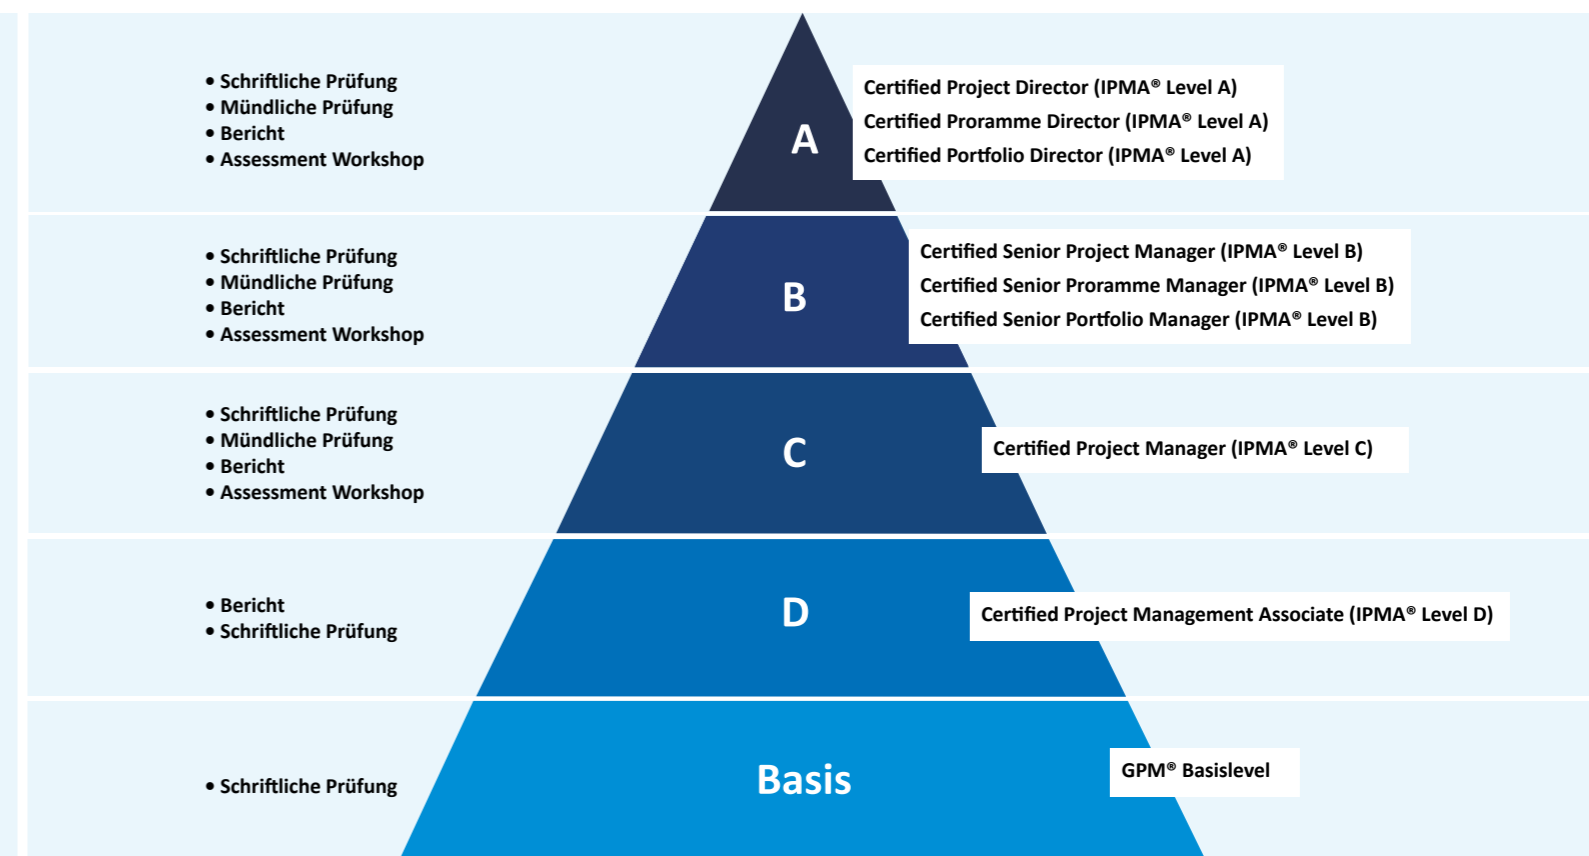 • Schriftliche Prüfung
• Mündliche Prüfung
• Bericht
• Assessment Workshop
A
Certified Project Director (IPMA® Level A)
Certified Proramme Director (IPMA® Level A)
Certified Portfolio Director (IPMA® Level A)
• Schriftliche Prüfung
• Mündliche Prüfung
• Bericht
• Assessment Workshop
B
Certified Senior Project Manager (IPMA® Level B)
Certified Senior Proramme Manager (IPMA® Level B)
Certified Senior Portfolio Manager (IPMA® Level B)
• Schriftliche Prüfung
• Mündliche Prüfung
• Bericht
• Assessment Workshop
C
Certified Project Manager (IPMA® Level C)
• Bericht
• Schriftliche Prüfung
D
Certified Project Management Associate (IPMA® Level D)
• Schriftliche Prüfung
Basis
GPM® Basislevel